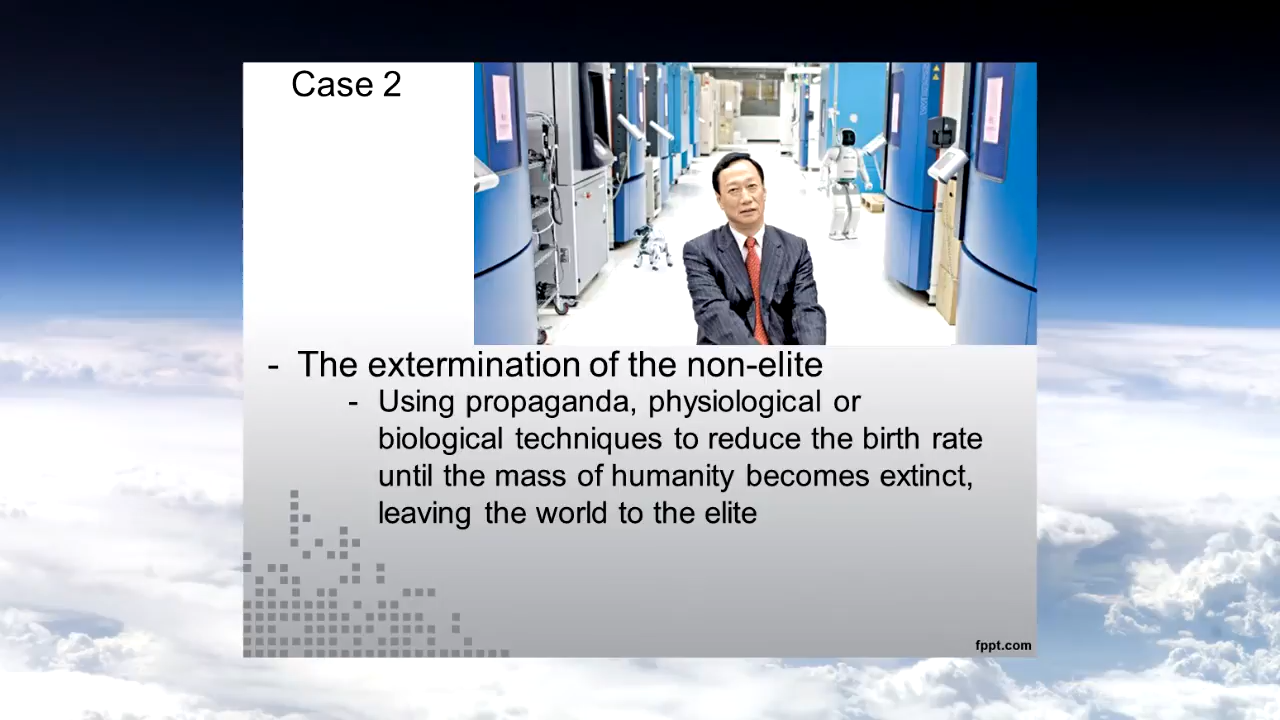 Case 2
- The extermination of the non-elite
- Using propaganda, physiological or
biological techniques to reduce the birth rate
until the mass of humanity becomes extinct,
leaving the world to the elite
fppt.com